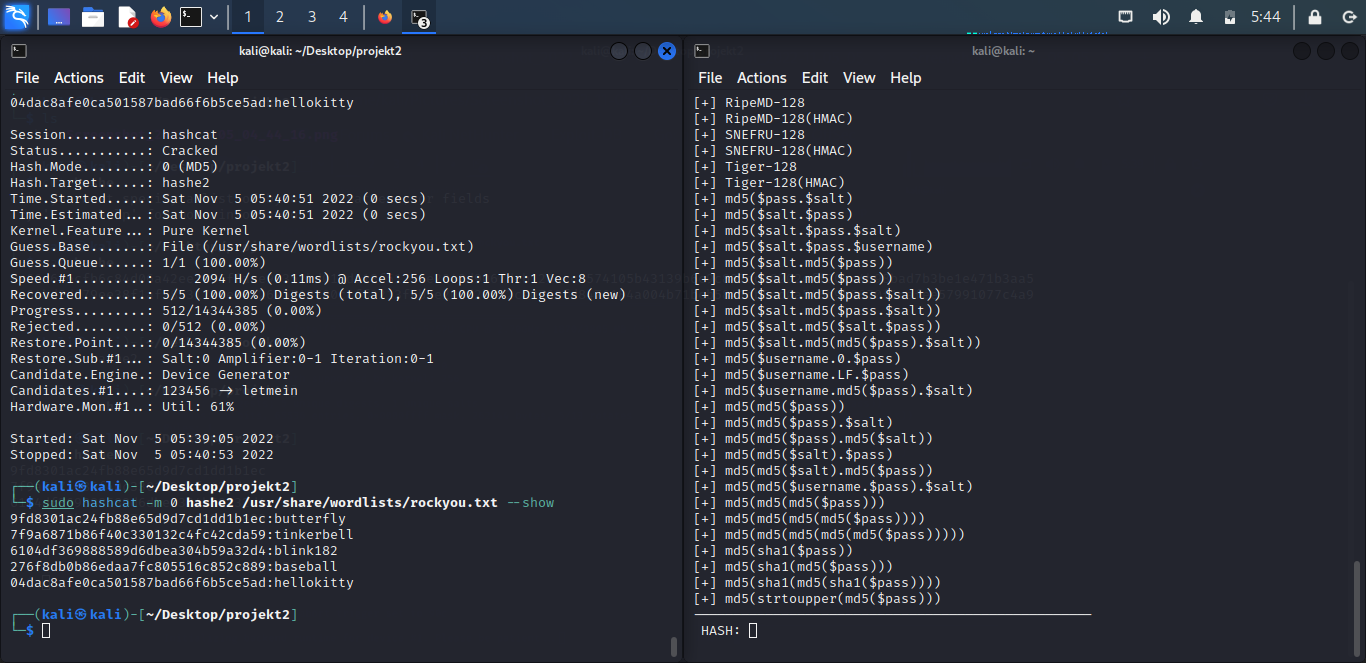 1 2 3 4 3 5:44
kali@kali: ~/Desktop/projekt2
File Actions Edit View Help
04dac8afe0ca501587bad66f6b5ce5ad:hellokitty
Session..........: hashcat
Status...........: Cracked
Hash.Mode........: 0 (MD5)
Hash.Target......: hashe2
Time.Started.....: Sat Nov  5 05:40:51 2022 (0 secs)
Time.Estimated...: Sat Nov  5 05:40:51 2022 (0 secs)
Kernel.Feature...: Pure Kernel
Guess.Base.......: File (/usr/share/wordlists/rockyou.txt)
Guess.Queue......: 1/1 (100.00%)
Speed.#1.........:     2094 H/s (0.11ms) @ Accel:256 Loops:1 Thr:1 Vec:8
Recovered........: 5/5 (100.00%) Digests (total), 5/5 (100.00%) Digests (new)
Progress.........: 512/14344385 (0.00%)
Rejected.........: 0/512 (0.00%)
Restore.Point....: 0/14344385 (0.00%)
Restore.Sub.#1...: Salt:0 Amplifier:0-1 Iteration:0-1
Candidate.Engine.: Device Generator
Candidates.#1....: 123456 -> letmein
Hardware.Mon.#1..: Util: 61%
Started: Sat Nov  5 05:39:05 2022
Stopped: Sat Nov  5 05:40:53 2022
┌──(kali㉿kali)-[~/Desktop/projekt2]
└─$ sudo hashcat -m 0 hashe2 /usr/share/wordlists/rockyou.txt --show
9fd8301ac24fb88e65d9d7cd1dd1b1ec:butterfly
7f9a6871b86f40c330132c4fc42cda59:tinkerbell
6104df369888589d6dbea304b59a32d4:blink182
276f8db0b86edaa7fc805516c852c889:baseball
04dac8afe0ca501587bad66f6b5ce5ad:hellokitty
┌──(kali㉿kali)-[~/Desktop/projekt2]
└─$
kali@kali: ~
File Actions Edit View Help
[+] RipeMD-128
[+] RipeMD-128(HMAC)
[+] SNEFRU-128
[+] SNEFRU-128(HMAC)
[+] Tiger-128
[+] Tiger-128(HMAC)
[+] md5($pass.$salt)
[+] md5($salt.$pass)
[+] md5($salt.$pass.$salt)
[+] md5($salt.$pass.$username)
[+] md5($salt.md5($pass))
[+] md5($salt.md5($pass))
[+] md5($salt.md5($pass.$salt))
[+] md5($salt.md5($pass.$salt))
[+] md5($salt.md5($salt.$pass))
[+] md5($salt.md5(md5($pass).$salt))
[+] md5($username.0.$pass)
[+] md5($username.LF.$pass)
[+] md5($username.md5($pass).$salt)
[+] md5(md5($pass))
[+] md5(md5($pass).$salt)
[+] md5(md5($pass).md5($salt))
[+] md5(md5($salt).$pass)
[+] md5(md5($salt).md5($pass))
[+] md5(md5($username.$pass).$salt)
[+] md5(md5(md5($pass)))
[+] md5(md5(md5(md5($pass))))
[+] md5(md5(md5(md5(md5($pass)))))
[+] md5(sha1($pass))
[+] md5(sha1(md5($pass)))
[+] md5(sha1(md5(sha1($pass))))
[+] md5(strtoupper(md5($pass)))
HASH: